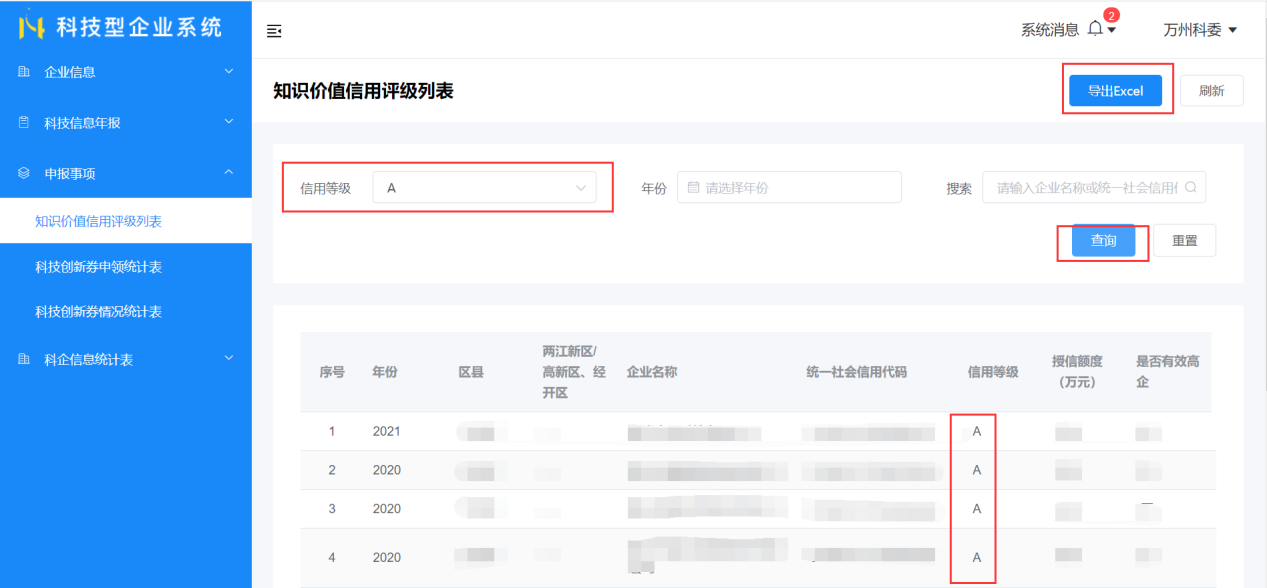 科技型企业系统
企业信息
科技信息年报
申报事项
知识价值信用评级列表
科技创新券申领统计表
科技创新券情况统计表
科企信息统计表
系统消息 2 万州科委
知识价值信用评级列表 导出Excel 刷新
信用等级 A 年份 请选择年份 搜索 请输入企业名称或统一社会信用
查询 重置
序号 年份 区县 两江新区/ 企业名称 统一社会信用代码 信用等级 授信额度 是否有效高
高新区、经 (万元) 企
开区
1 2021 A
2 2020 A
3 2020 A
4 2020 A